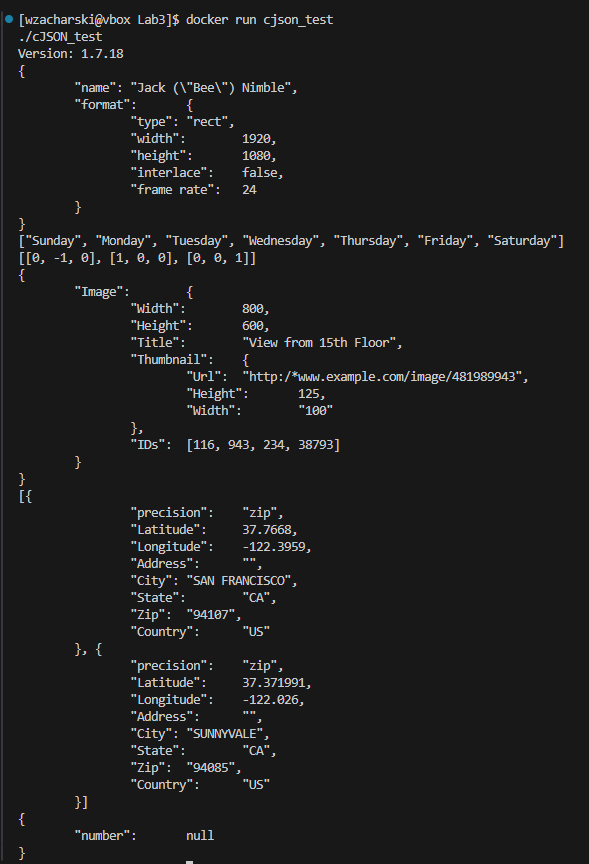 [wzacharski@vbox Lab3]$ docker run cjson_test
./cJSON_test
Version: 1.7.18
{
        "name": "Jack (\"Bee\") Nimble",
        "format":       {
                "type": "rect",
                "width":        1920,
                "height":       1080,
                "interlace":    false,
                "frame rate":   24
        }
}
["Sunday", "Monday", "Tuesday", "Wednesday", "Thursday", "Friday", "Saturday"]
[[0, -1, 0], [1, 0, 0], [0, 0, 1]]
{
        "Image":        {
                "Width":        800,
                "Height":       600,
                "Title":        "View from 15th Floor",
                "Thumbnail":    {
                        "Url":  "http:/*www.example.com/image/481989943",
                        "Height":       125,
                        "Width":        "100"
                },
                "IDs":  [116, 943, 234, 38793]
        }
}
[{
                "precision":    "zip",
                "Latitude":     37.7668,
                "Longitude":    -122.3959,
                "Address":      "",
                "City": "SAN FRANCISCO",
                "State":        "CA",
                "Zip":  "94107",
                "Country":      "US"
        }, {
                "precision":    "zip",
                "Latitude":     37.371991,
                "Longitude":    -122.026,
                "Address":      "",
                "City": "SUNNYVALE",
                "State":        "CA",
                "Zip":  "94085",
                "Country":      "US"
        }]
{
        "number":       null
}